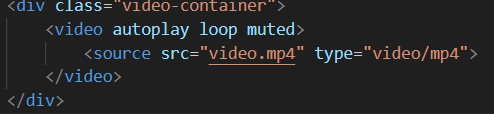 <div class="video-container">
<video autoplay loop muted>
<source src="video.mp4" type="video/mp4">
</video>
</div>